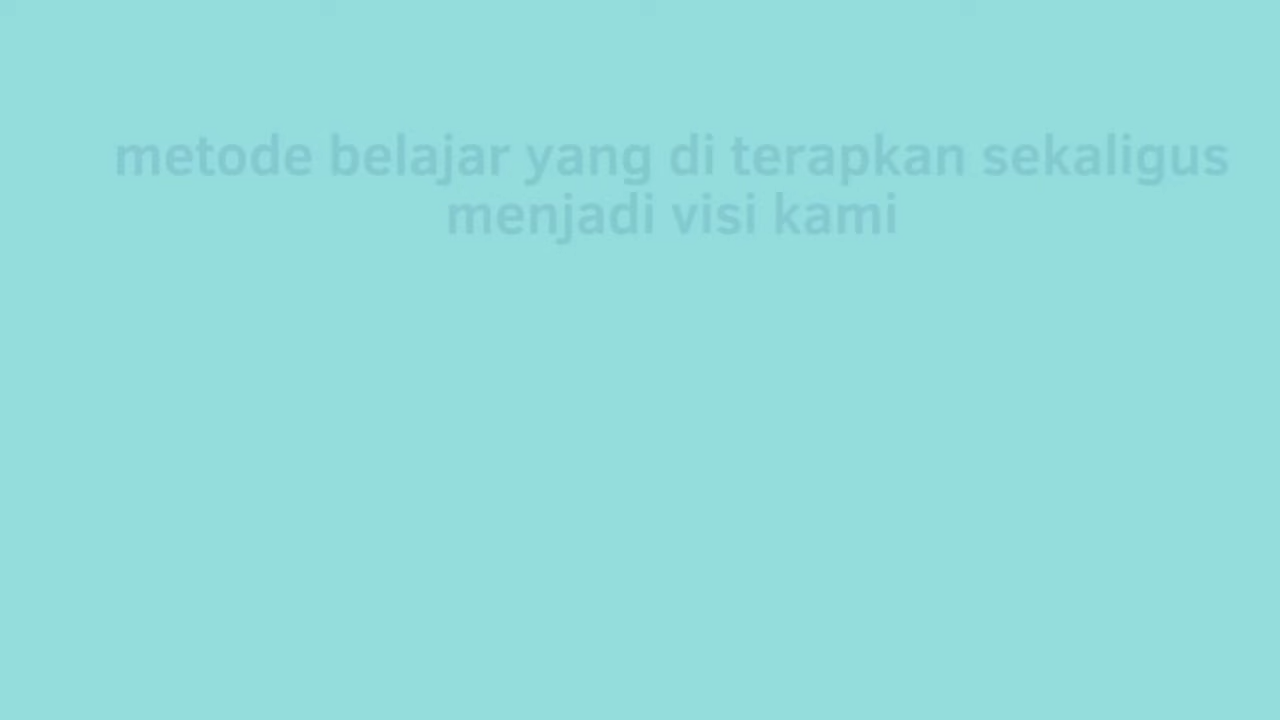 metode belajar yang di terapkan sekaligus
menjadi visi kami